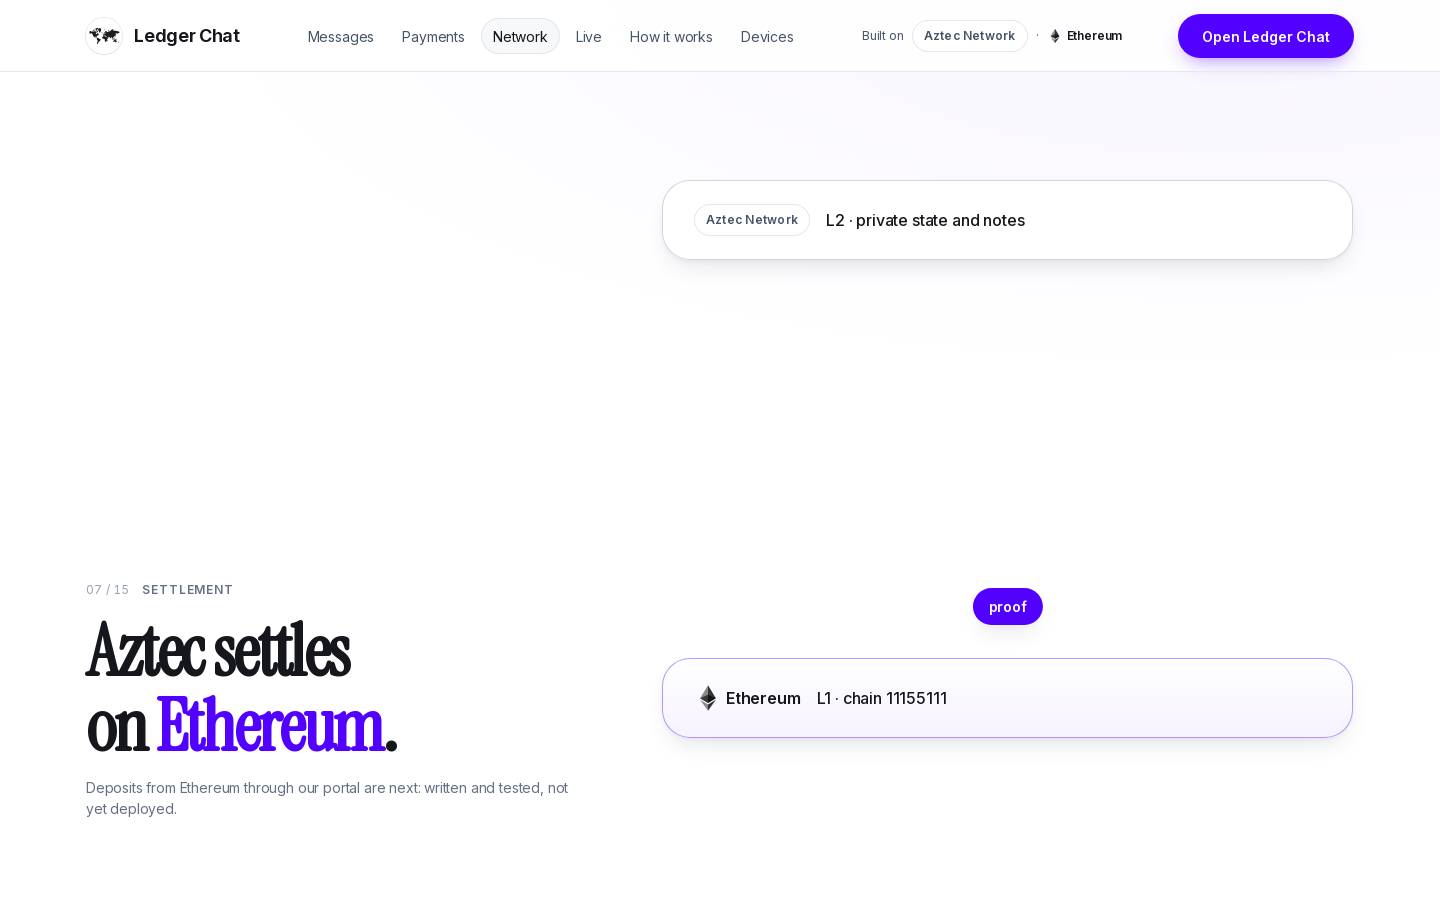 Ledger Chat
Messages
Payments
Network
Live
How it works
Devices
Built on
Aztec Network
·
Ethereum
Open Ledger Chat
Aztec Network
L2 · private state and notes
07 / 15 SETTLEMENT
Aztec settles
on Ethereum.
Deposits from Ethereum through our portal are next: written and tested, not
yet deployed.
proof
Ethereum
L1 · chain 11155111